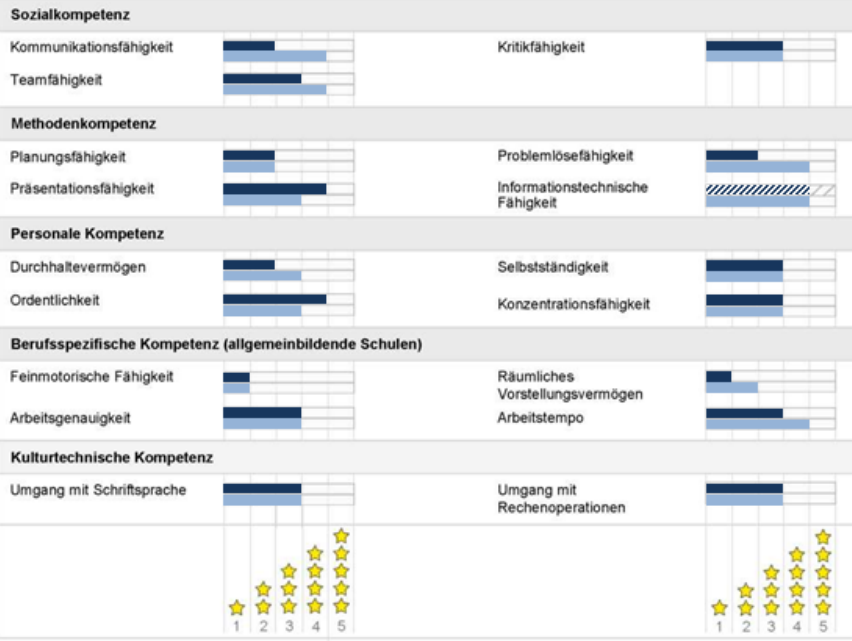 Sozialkompetenz
Kommunikationsfähigkeit
Kritikfähigkeit
Teamfähigkeit
Methodenkompetenz
Planungsfähigkeit
Problemlösefähigkeit
Präsentationsfähigkeit
Informationstechnische
Fähigkeit
Personale Kompetenz
Durchhaltevermögen
Selbstständigkeit
Ordentlichkeit
Konzentrationsfähigkeit
Berufsspezifische Kompetenz (allgemeinbildende Schulen)
Feinmotorische Fähigkeit
Räumliches
Vorstellungsvermögen
Arbeitsgenauigkeit
Arbeitstempo
Kulturtechnische Kompetenz
Umgang mit Schriftsprache
Umgang mit
Rechenoperationen
1 2 3 4 5
1 2 3 4 5